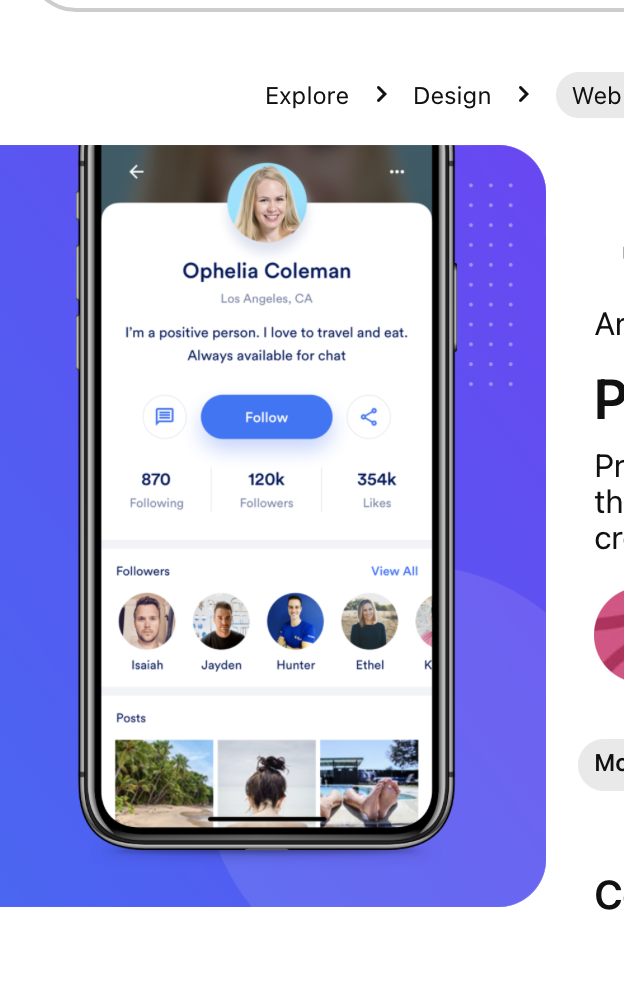 Explore > Design > Web
Ophelia Coleman
Los Angeles, CA
I'm a positive person. I love to travel and eat.
Always available for chat
Follow
870 120k 354k
Following Followers Likes
Followers View All
Isaiah Jayden Hunter Ethel K
Posts
Ar
P
Pr
th
cr
Mo